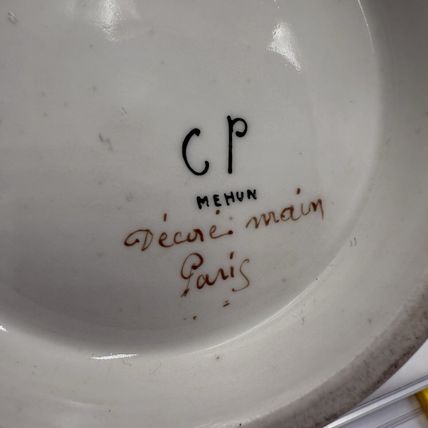 CP
MEHUN
Décoré main
Paris